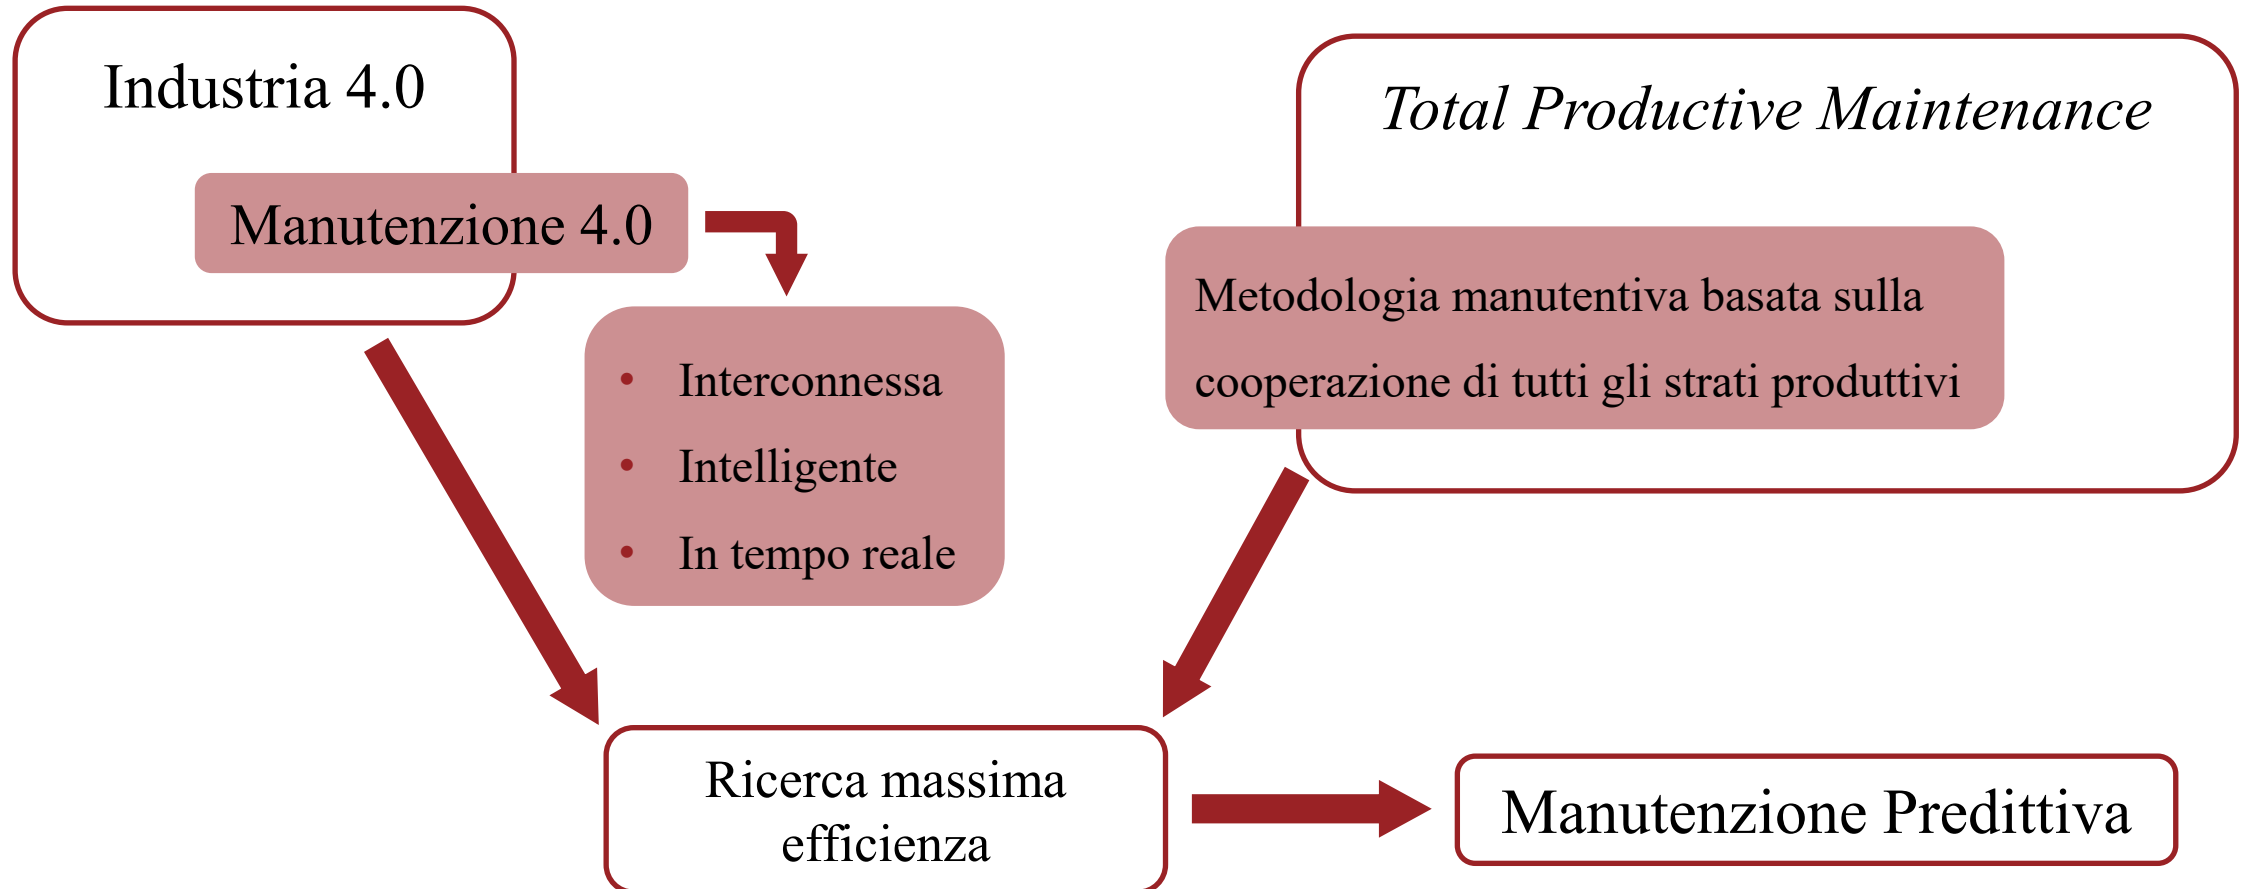 Industria 4.0
Manutenzione 4.0
• Interconnessa
• Intelligente
• In tempo reale
Total Productive Maintenance
Metodologia manutentiva basata sulla
cooperazione di tutti gli strati produttivi
Ricerca massima
efficienza
Manutenzione Predittiva